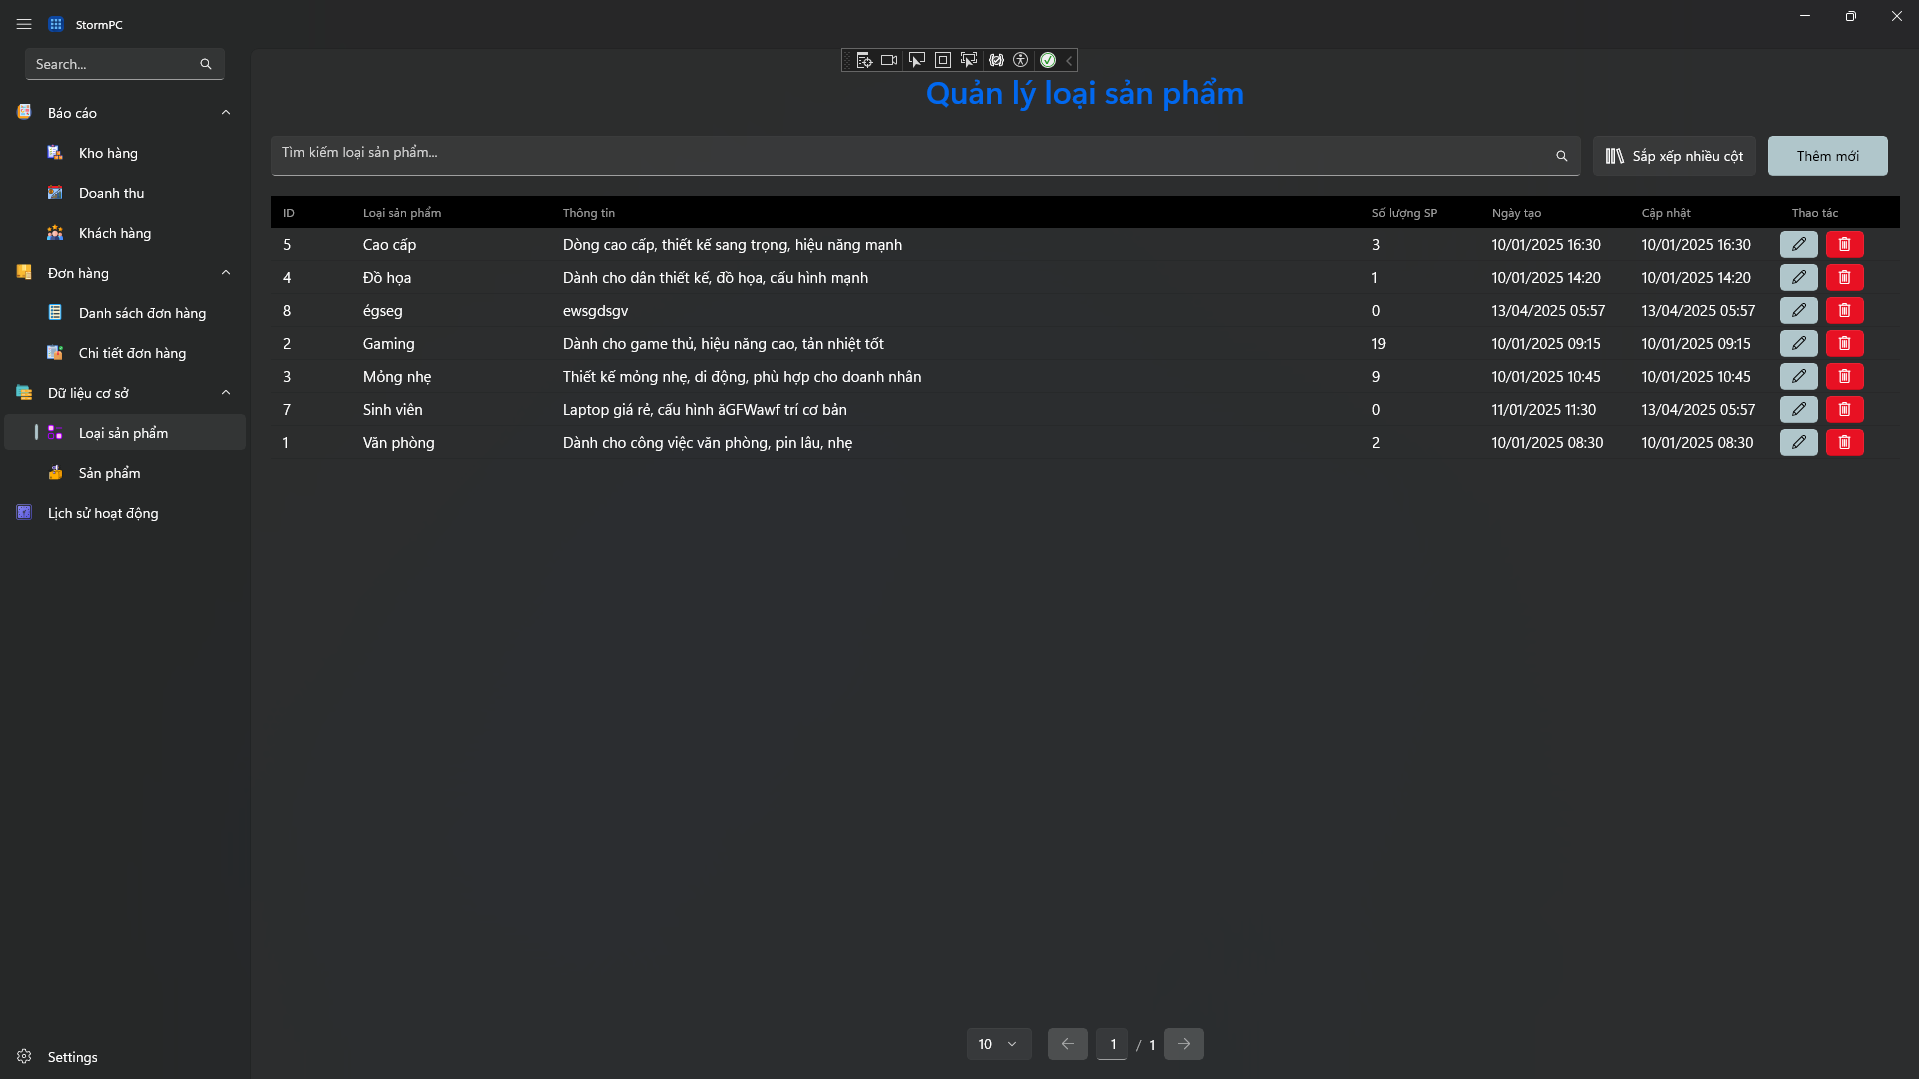 StormPC
Search...
Báo cáo
Kho hàng
Doanh thu
Khách hàng
Đơn hàng
Danh sách đơn hàng
Chi tiết đơn hàng
Dữ liệu cơ sở
Loại sản phẩm
Sản phẩm
Lịch sử hoạt động
Settings
Quản lý loại sản phẩm
Tìm kiếm loại sản phẩm...
Sắp xếp nhiều cột
Thêm mới
ID Loại sản phẩm Thông tin Số lượng SP Ngày tạo Cập nhật Thao tác
5 Cao cấp Dòng cao cấp, thiết kế sang trọng, hiệu năng mạnh 3 10/01/2025 16:30 10/01/2025 16:30
4 Đồ họa Dành cho dân thiết kế, đồ họa, cấu hình mạnh 1 10/01/2025 14:20 10/01/2025 14:20
8 égseg ewsgdsgv 0 13/04/2025 05:57 13/04/2025 05:57
2 Gaming Dành cho game thủ, hiệu năng cao, tản nhiệt tốt 19 10/01/2025 09:15 10/01/2025 09:15
3 Mỏng nhẹ Thiết kế mỏng nhẹ, di động, phù hợp cho doanh nhân 9 10/01/2025 10:45 10/01/2025 10:45
7 Sinh viên Laptop giá rẻ, cấu hình ăGFWawf trí cơ bản 0 11/01/2025 11:30 13/04/2025 05:57
1 Văn phòng Dành cho công việc văn phòng, pin lâu, nhẹ 2 10/01/2025 08:30 10/01/2025 08:30
10 1 / 1